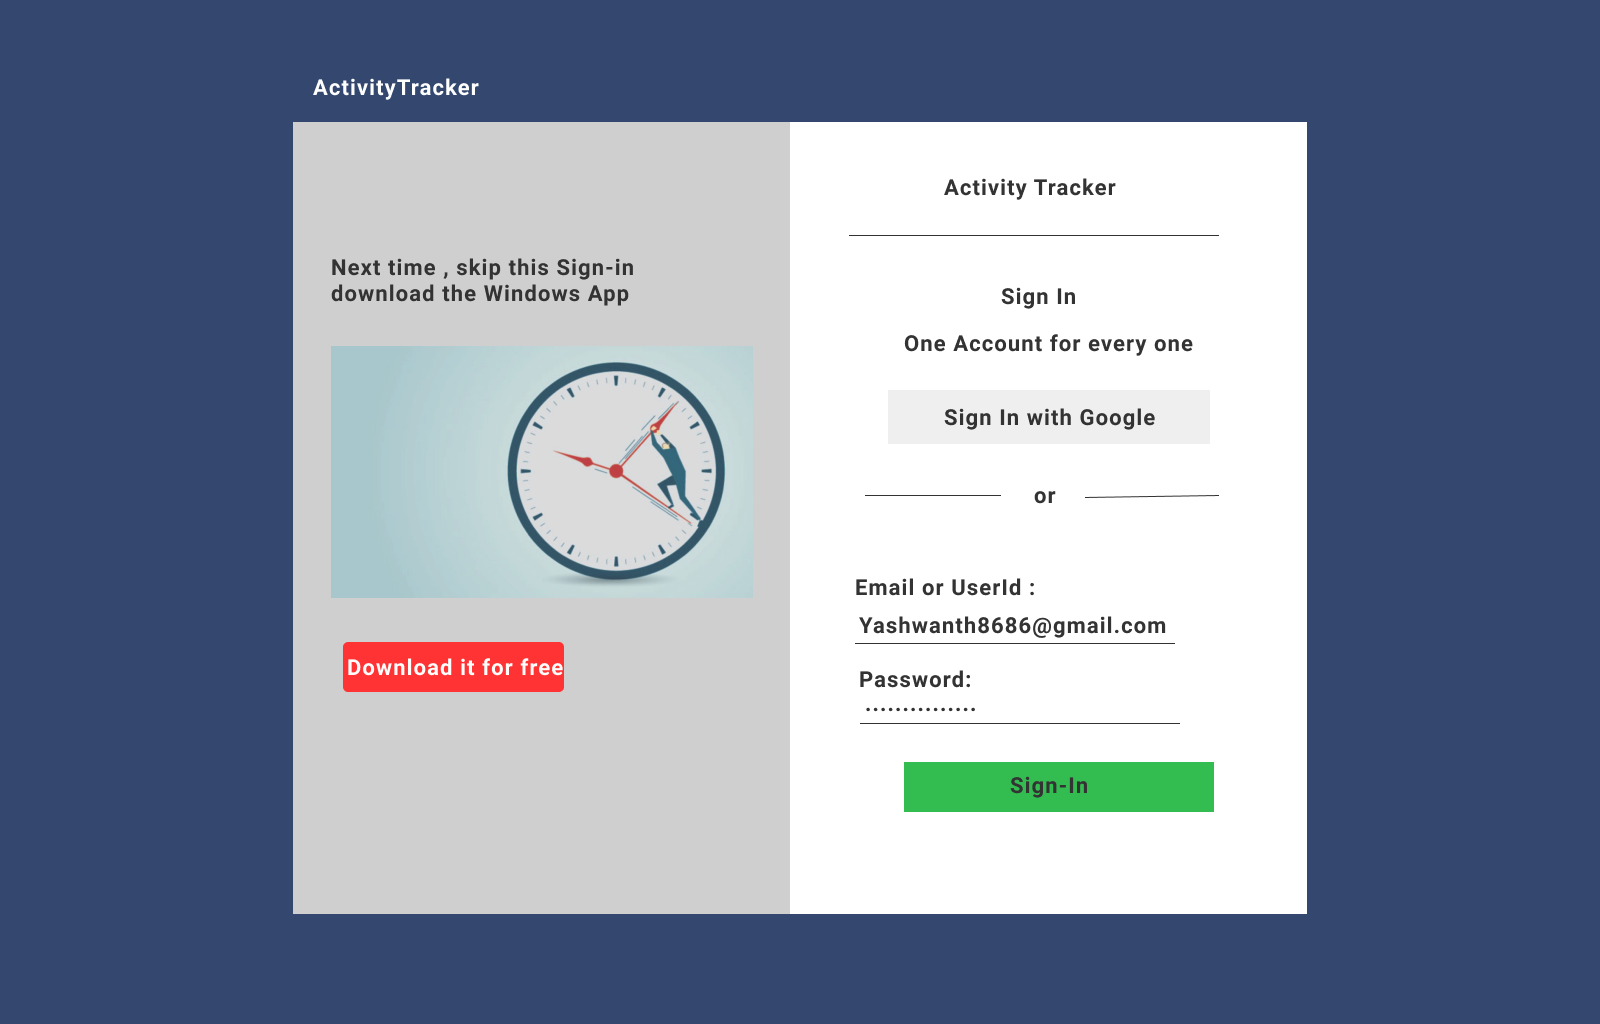 ActivityTracker
Next time , skip this Sign-in
download the Windows App
Download it for free
Activity Tracker
Sign In
One Account for every one
Sign In with Google
or
Email or UserId :
Yashwanth8686@gmail.com
Password:
...............
Sign-In